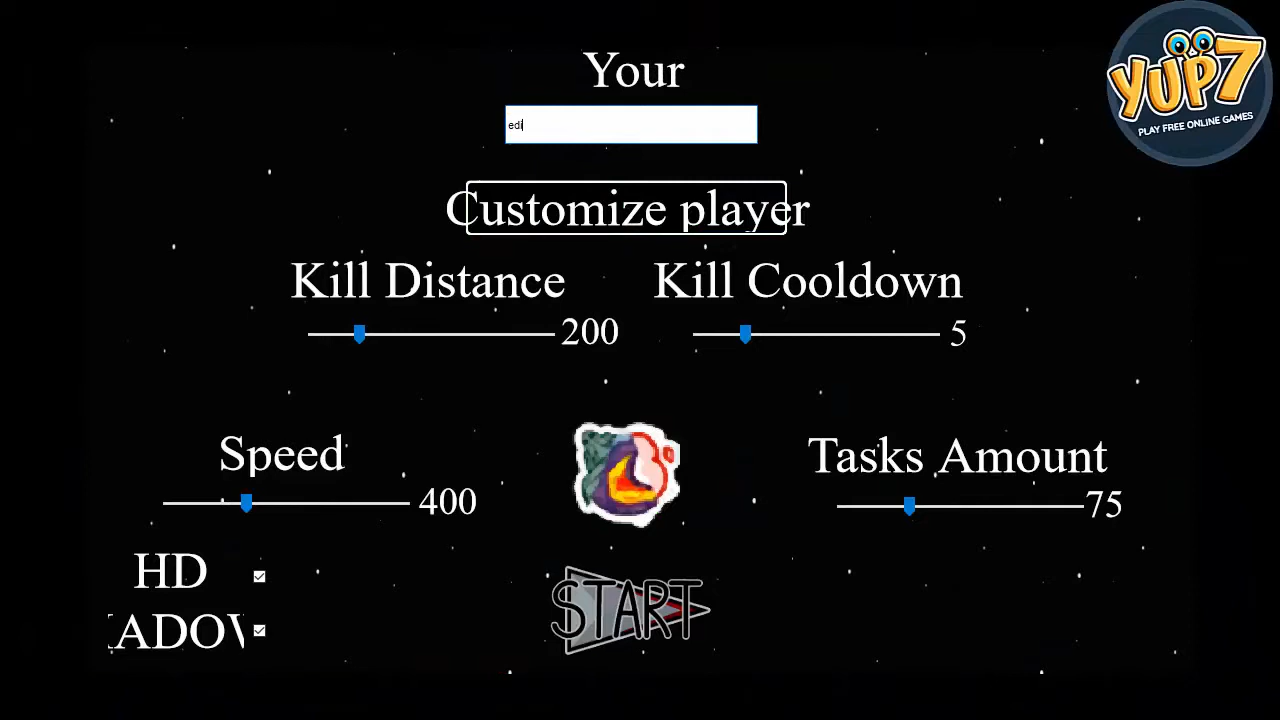 Your
YUP7
PLAY FREE ONLINE GAMES
edi
Customize player
Kill Distance
Kill Cooldown
200
5
Speed
Tasks Amount
400
75
HD
START